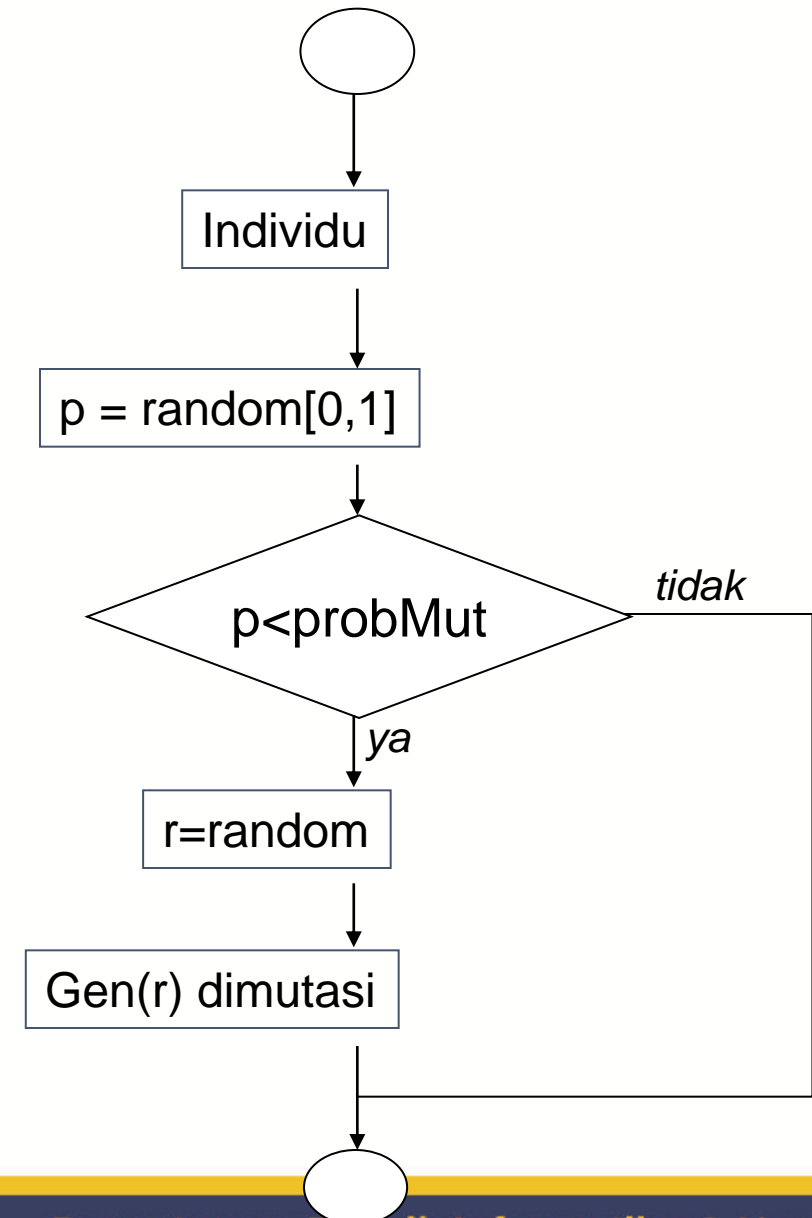 Individu
p = random[0,1]
p<probMut
tidak
ya
r=random
Gen(r) dimutasi